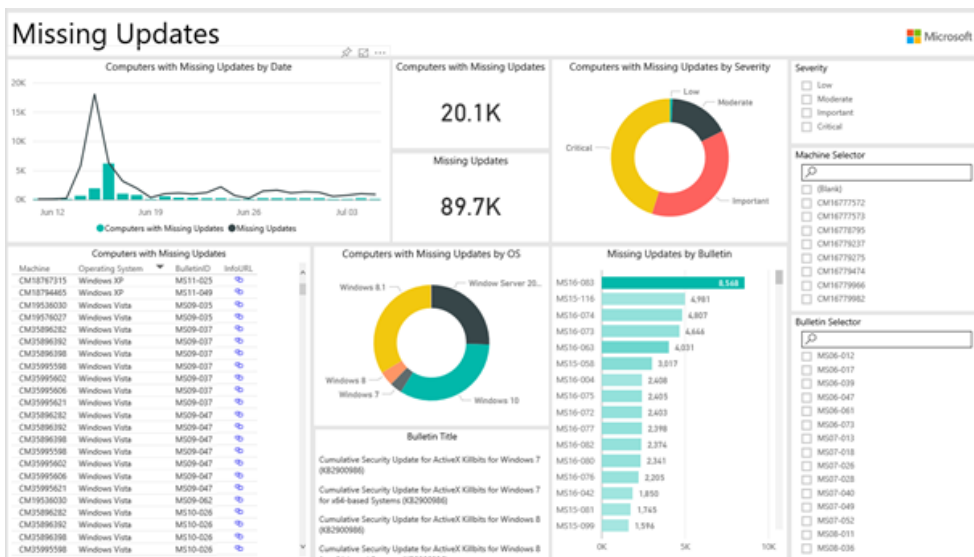 Missing Updates
Microsoft
Computers with Missing Updates by Date
20K
15K
10K
5K
0K
Jun 12
Jun 19
Jun 26
Jul 03
Computers with Missing Updates
Missing Updates
Computers with Missing Updates
20.1K
Missing Updates
89.7K
Computers with Missing Updates by Severity
Low
Moderate
Critical
Important
Severity
Low
Moderate
Important
Critical
Machine Selector
(Blank)
CM16777572
CM16777573
CM16778795
CM16779237
CM16779275
CM16779474
CM16779966
CM16779982
Computers with Missing Updates
Machine Operating System BulletinID InfoURL
CM18767315 Windows XP MS11-025
CM18794465 Windows XP MS11-049
CM19536030 Windows Vista MS09-035
CM19576027 Windows Vista MS09-035
CM35896282 Windows Vista MS09-037
CM35896392 Windows Vista MS09-037
CM35896398 Windows Vista MS09-037
CM35995598 Windows Vista MS09-037
CM35995602 Windows Vista MS09-037
CM35995606 Windows Vista MS09-037
CM35995621 Windows Vista MS09-037
CM35896282 Windows Vista MS09-047
CM35896392 Windows Vista MS09-047
CM35896398 Windows Vista MS09-047
CM35995598 Windows Vista MS09-047
CM35995602 Windows Vista MS09-047
CM35995606 Windows Vista MS09-047
CM35995621 Windows Vista MS09-047
CM19536030 Windows Vista MS09-062
CM35896282 Windows Vista MS10-026
CM35896392 Windows Vista MS10-026
CM35896398 Windows Vista MS10-026
CM35995598 Windows Vista MS10-026
Computers with Missing Updates by OS
Windows 8.1
Window Server 20...
Windows 8
Windows 7
Windows 10
Bulletin Title
Cumulative Security Update for ActiveX Killbits for Windows 7
(KB2900986)
Cumulative Security Update for ActiveX Killbits for Windows 7
for x64-based Systems (KB2900986)
Cumulative Security Update for ActiveX Killbits for Windows 8
(KB2900986)
Cumulative Security Update for ActiveX Killbits for Windows 8
Missing Updates by Bulletin
MS16-083 8,568
MS15-116 4,981
MS16-074 4,807
MS16-073 4,646
MS16-063 4,031
MS15-058 3,017
MS16-004 2,408
MS16-075 2,405
MS16-072 2,403
MS16-077 2,398
MS16-082 2,374
MS16-080 2,341
MS16-076 2,205
MS16-042 1,850
MS15-081 1,745
MS15-099 1,596
0K
5K
10K
Bulletin Selector
MS06-012
MS06-017
MS06-039
MS06-047
MS06-061
MS06-073
MS07-013
MS07-018
MS07-026
MS07-028
MS07-040
MS07-049
MS07-052
MS08-011
MS08-036